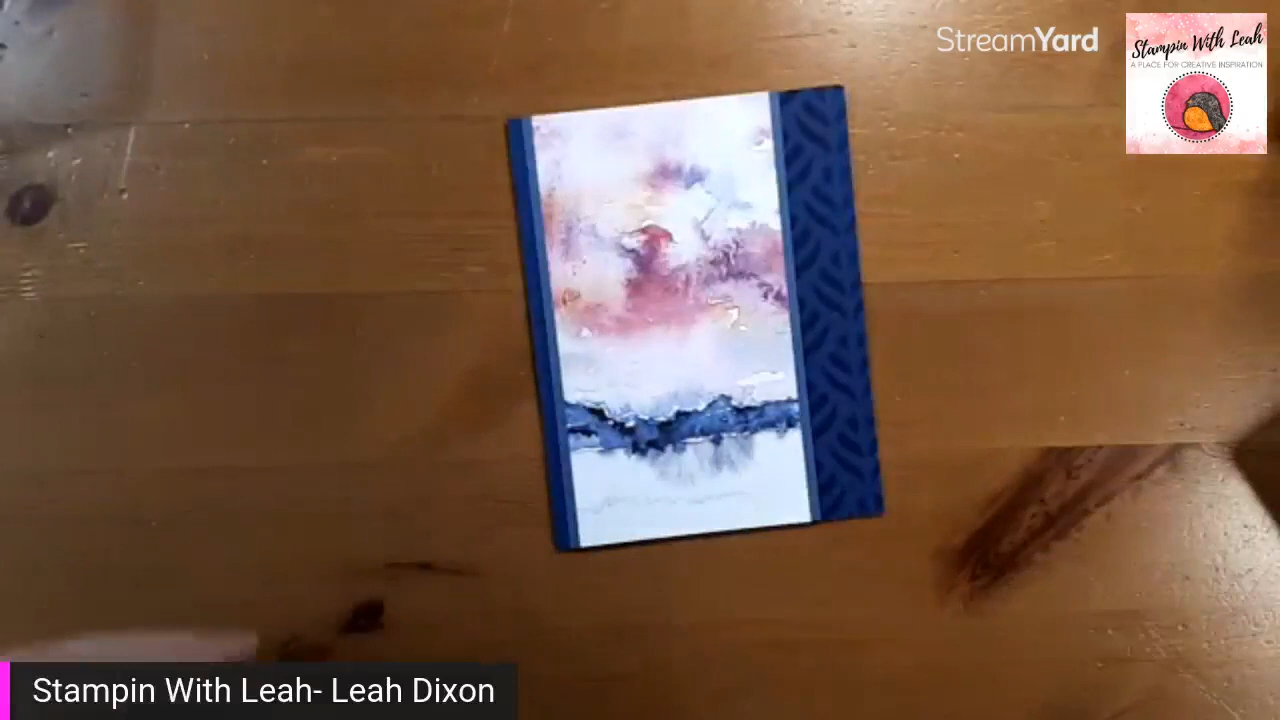 StreamYard
Stampin With Leah
A PLACE FOR CREATIVE INSPIRATION
Stampin With Leah- Leah Dixon